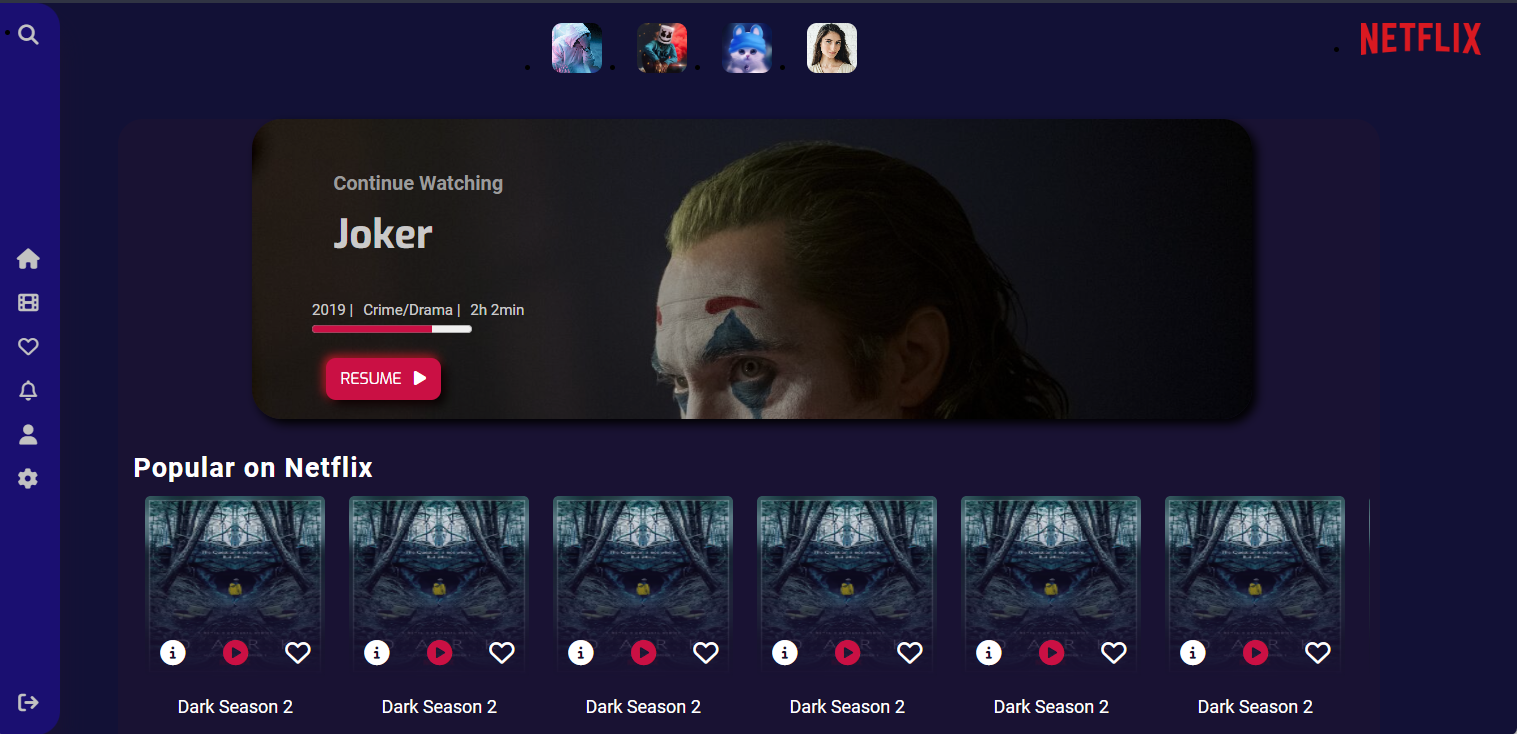 NETFLIX
Continue Watching
Joker
2019 | Crime/Drama | 2h 2min
RESUME
Popular on Netflix
Dark Season 2
Dark Season 2
Dark Season 2
Dark Season 2
Dark Season 2
Dark Season 2